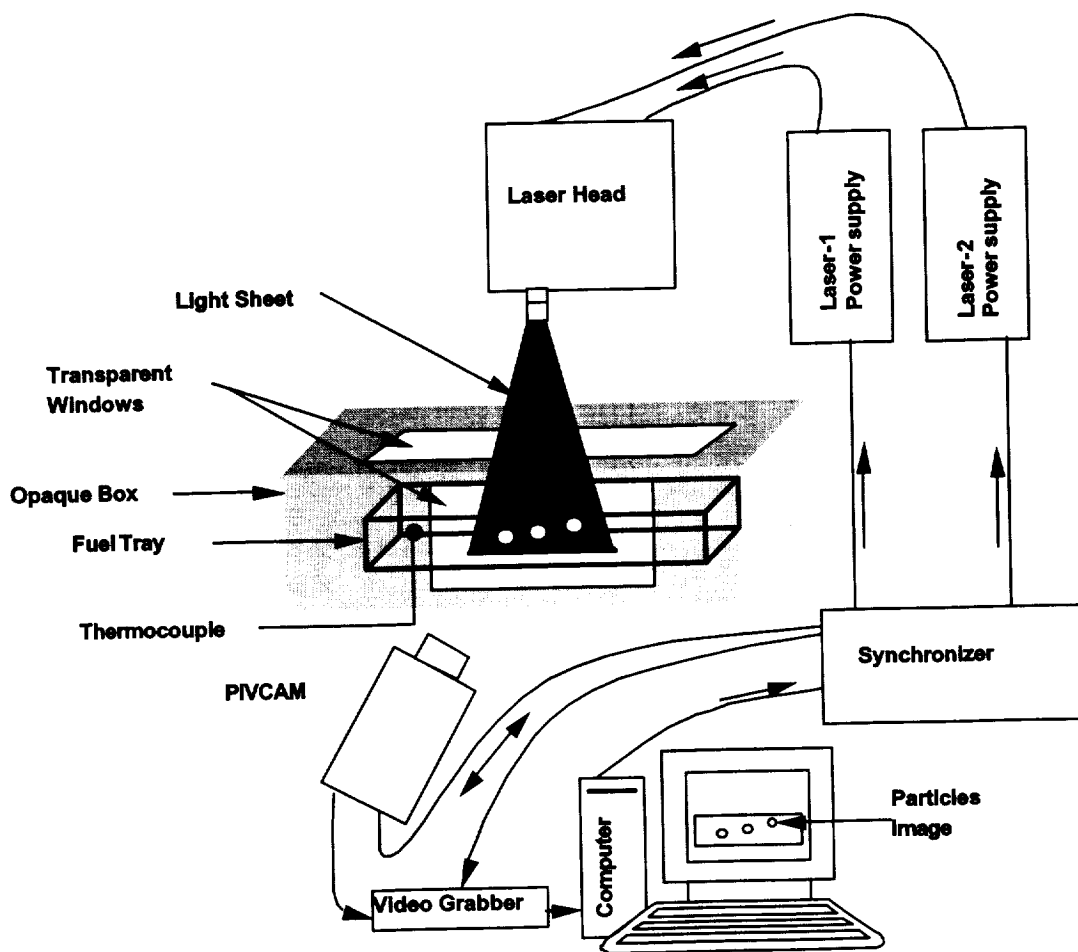 Laser Head
Laser-1
Power supply
Laser-2
Power supply
Light Sheet
Transparent
Windows
Opaque Box
Fuel Tray
Thermocouple
Synchronizer
PIVCAM
Particles
Image
Computer
Video Grabber